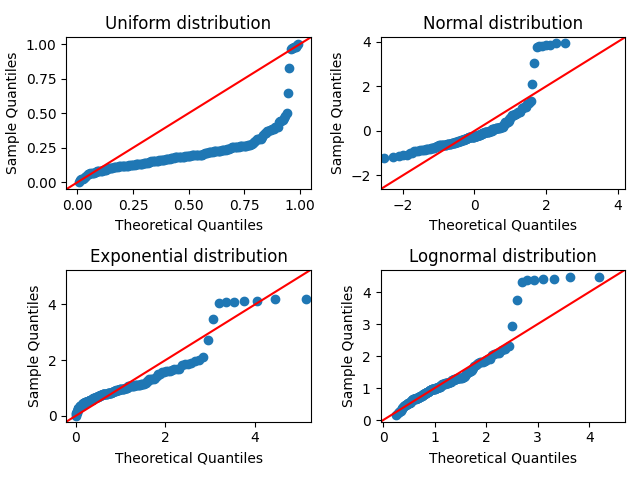 Uniform distribution
Normal distribution
1.00
0.75
0.50
0.25
0.00
Sample Quantiles
0.00 0.25 0.50 0.75 1.00
Theoretical Quantiles
4
2
0
−2
Sample Quantiles
−2 0 2 4
Theoretical Quantiles
Exponential distribution
Lognormal distribution
4
2
0
Sample Quantiles
0 2 4
Theoretical Quantiles
4
3
2
1
0
Sample Quantiles
0 1 2 3 4
Theoretical Quantiles